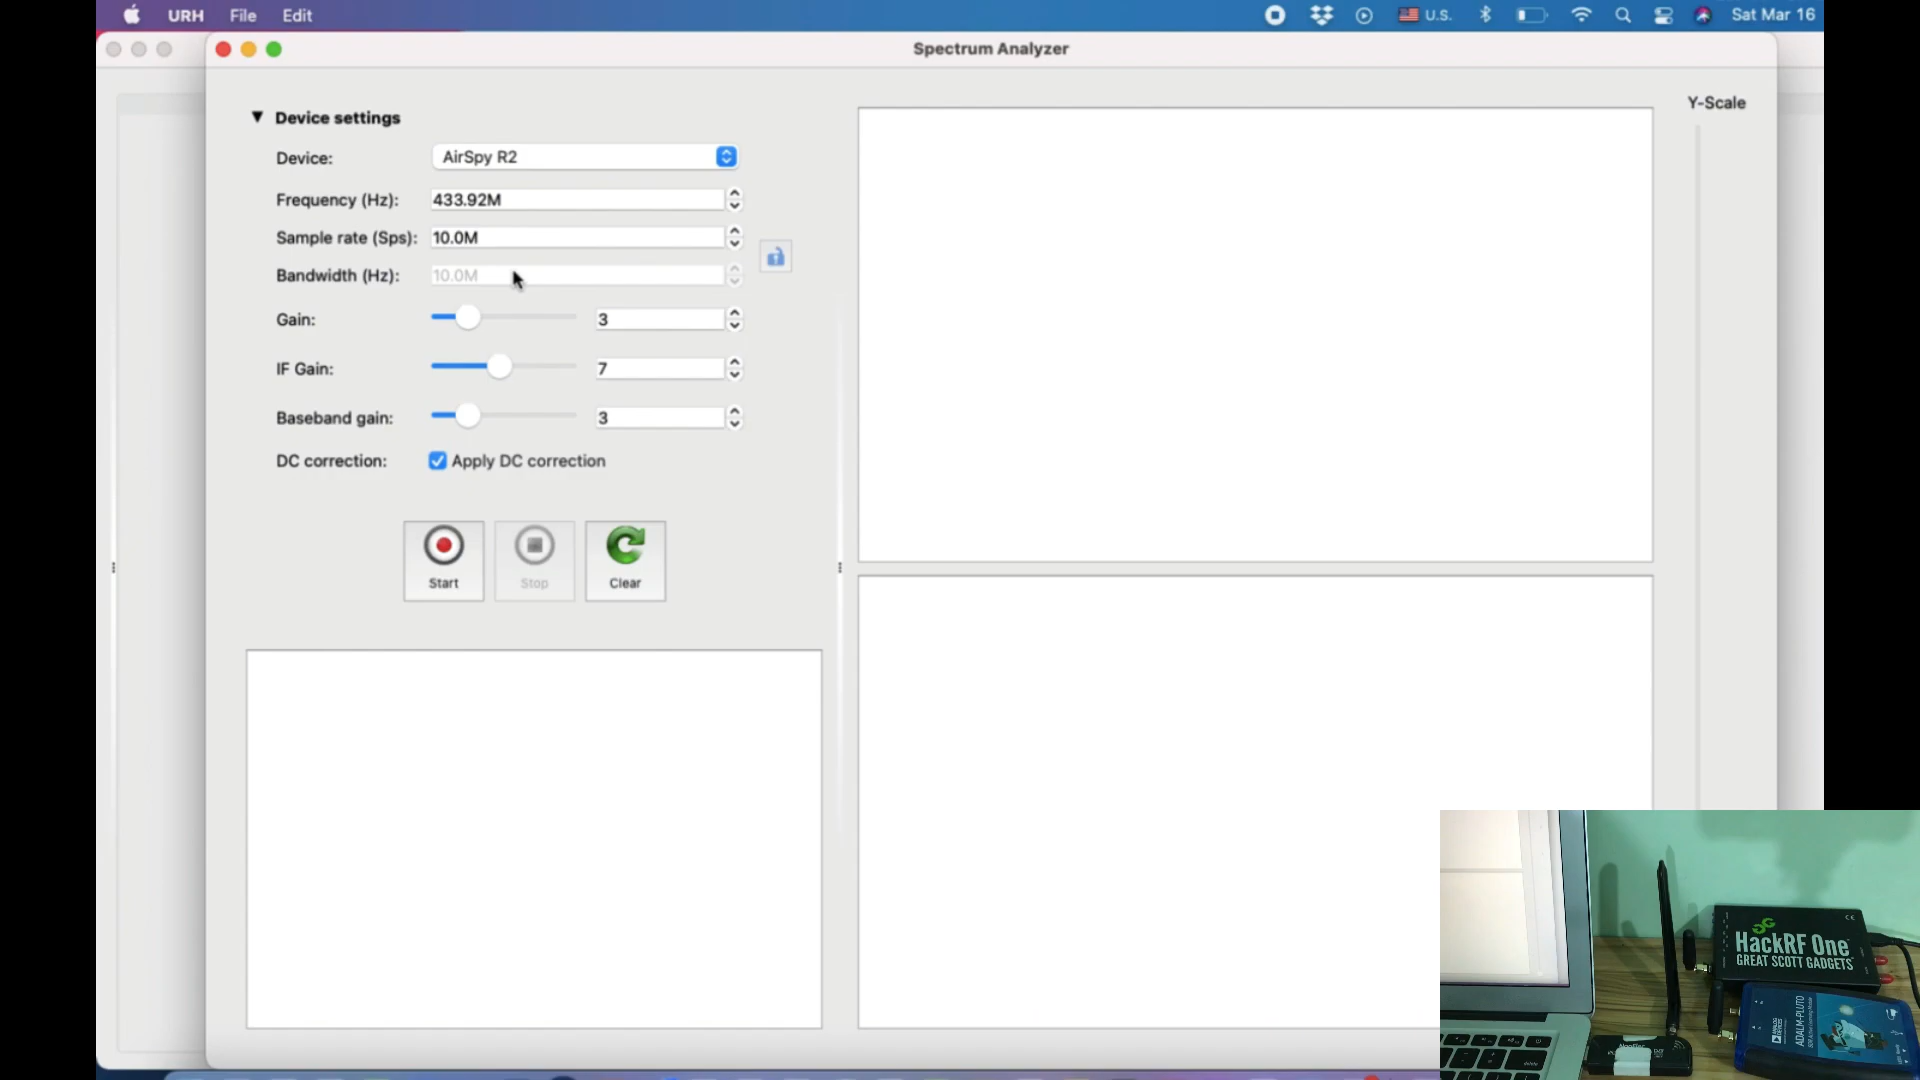 URH File Edit
U.S. Sat Mar 16
Spectrum Analyzer
Device settings
Y-Scale
Device: AirSpy R2
Frequency (Hz): 433.92M
Sample rate (Sps): 10.0M
Bandwidth (Hz): 10.0M
Gain: 3
IF Gain: 7
Baseband gain: 3
DC correction: Apply DC correction
Start Stop Clear
HackRF One
GREAT SCOTT GADGETS
ANALOG DEVICES
ADALM-PLUTO